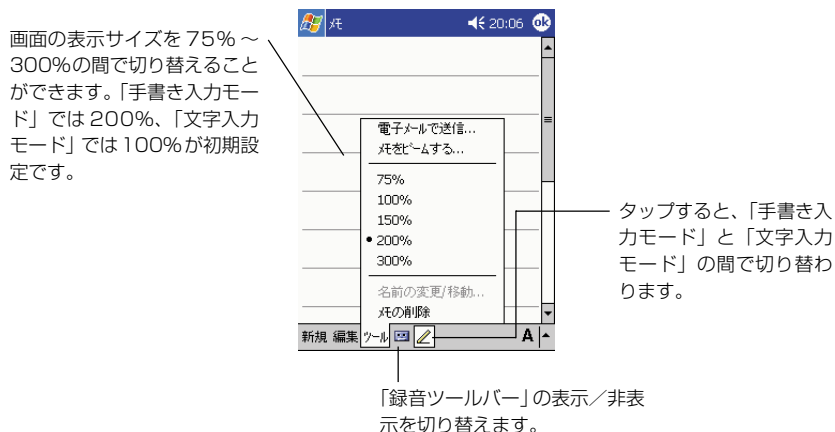 画面の表示サイズを 75% ～
300%の間で切り替えること
ができます。「手書き入力モー
ド」では 200%、「文字入力
モード」では 100%が初期設
定です。
メモ 20:06 ok
電子メールで送信...
メモをビームする...
75%
100%
150%
200%
300%
名前の変更/移動...
メモの削除
新規 編集 ツール A
タップすると、「手書き入
力モード」と「文字入力
モード」の間で切り替わ
ります。
「録音ツールバー」の表示／非表
示を切り替えます。